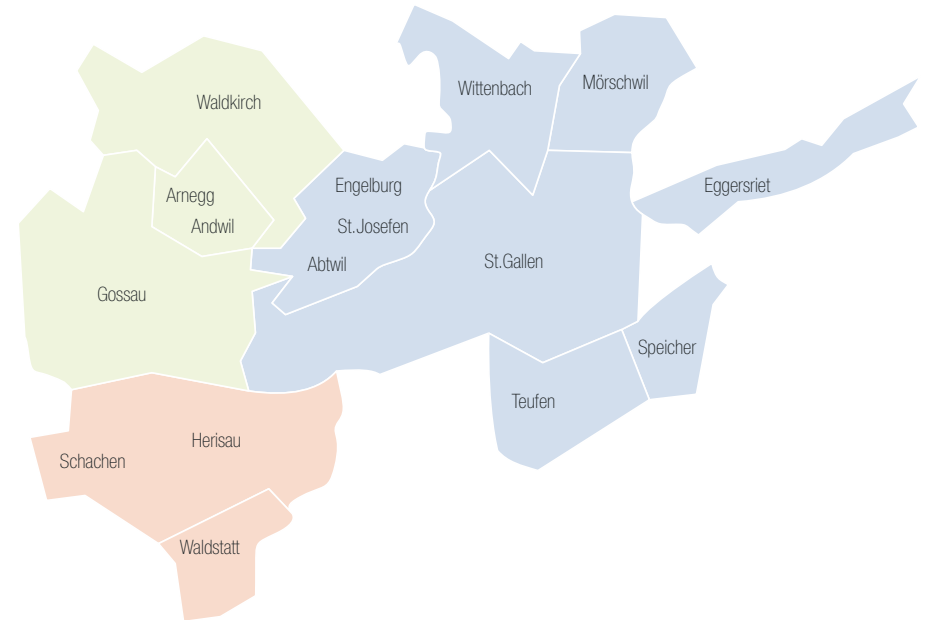 Wittenbach
Mörschwil
Waldkirch
Engelburg
Eggersriet
Arnegg
Andwil
St.Josefen
Abtwil
St.Gallen
Gossau
Speicher
Teufen
Herisau
Schachen
Waldstatt